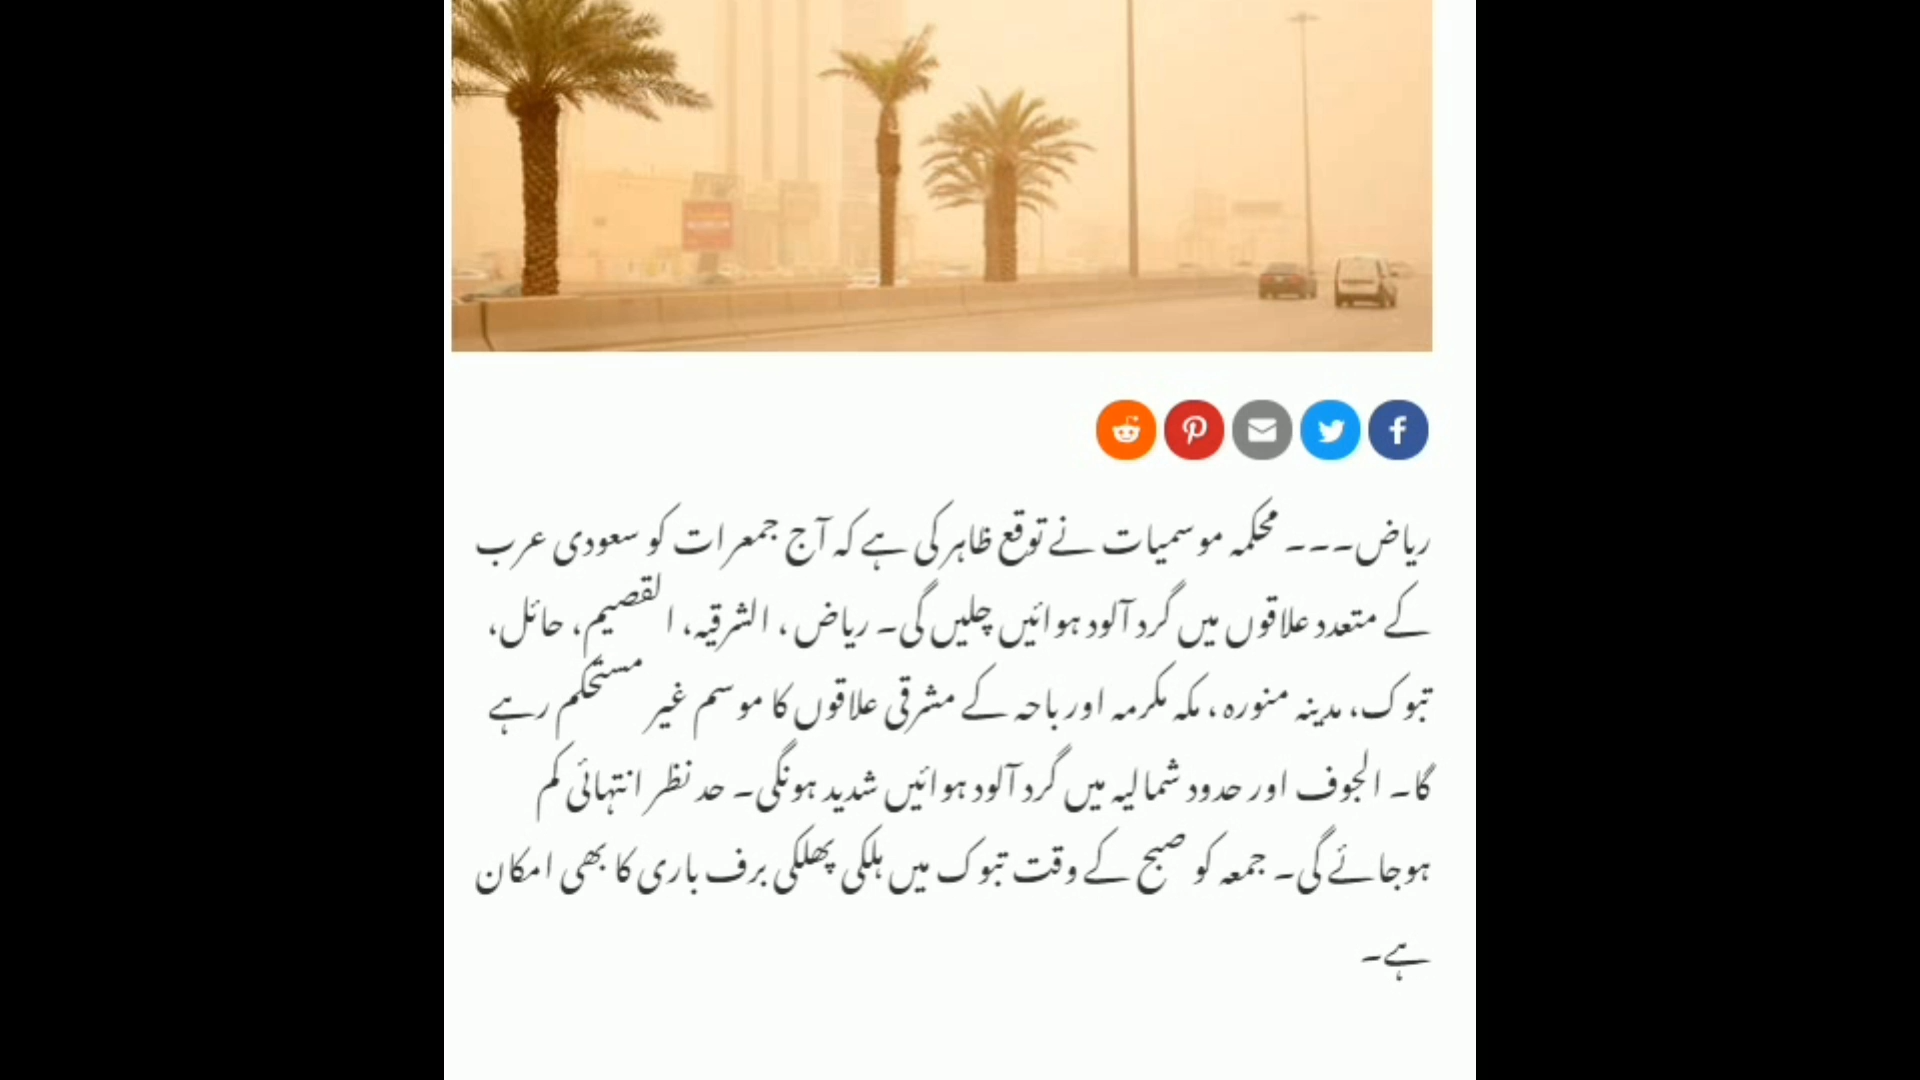 ریاض۔۔۔ محکمہ موسمیات نے توقع ظاہر کی ہے کہ آج جمعرات کو سعودی عرب
کے متعدد علاقوں میں گرد آلود ہوائیں چلیں گی۔ ریاض ، الشرقیہ، القصیم، حائل،
تبوک، مدینہ منورہ ، مکہ مکرمہ اور باحہ کے مشرقی علاقوں کا موسم غیر مستحکم رہے
گا۔ الجوف اور حدود شمالیہ میں گرد آلود ہوائیں شدید ہونگی۔ حد نظر انتہائی کم
ہوجائے گی۔ جمعہ کو صبح کے وقت تبوک میں ہلکی پھلکی برف باری کا بھی امکان
ہے۔